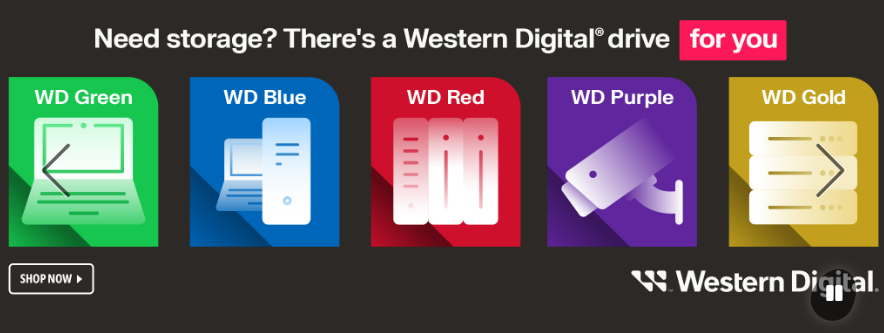 Need storage? There's a Western Digital® drive for you
WD Green
WD Blue
WD Red
WD Purple
WD Gold
SHOP NOW
Western Digital.